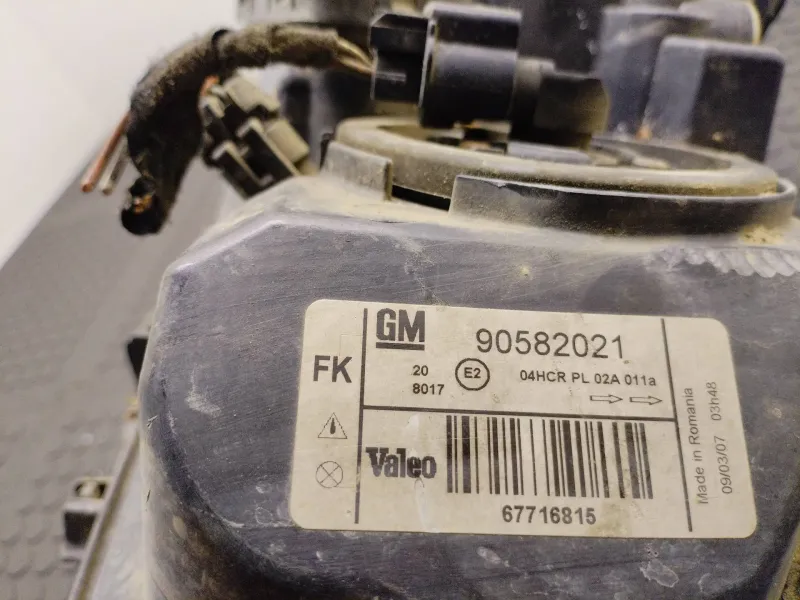 FK
GM
90582021
20
8017
E2
04HCR PL 02A 011a
Valeo
67716815
Made in Romania
09/03/07 03h48